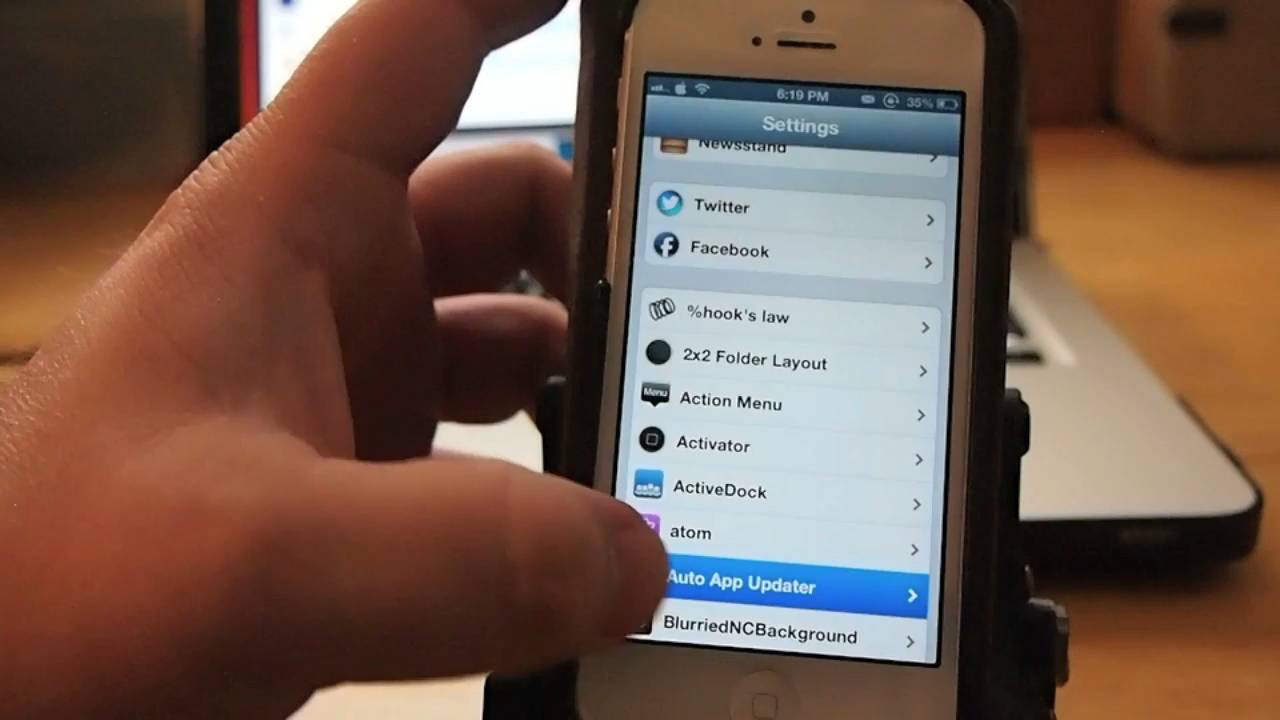 6:19 PM 35%
Settings
Newsstand
Twitter
Facebook
%hook's law
2x2 Folder Layout
Menu Action Menu
Activator
ActiveDock
atom
Auto App Updater
BlurriedNCBackground